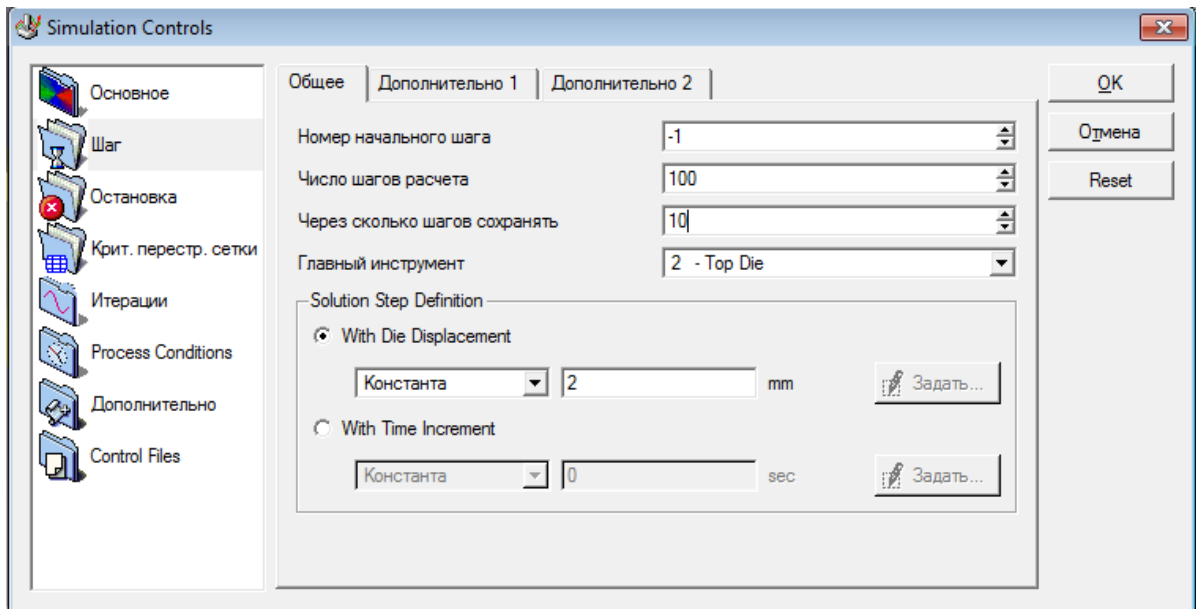 Simulation Controls
Основное
Шаг
Остановка
Крит. перестр. сетки
Итерации
Process Conditions
Дополнительно
Control Files
Общее Дополнительно 1 Дополнительно 2
Номер начального шага -1
Число шагов расчета 100
Через сколько шагов сохранять 10
Главный инструмент 2 - Top Die
Solution Step Definition
With Die Displacement
Константа 2 mm Задать...
With Time Increment
Константа 0 sec Задать...
OK
Отмена
Reset